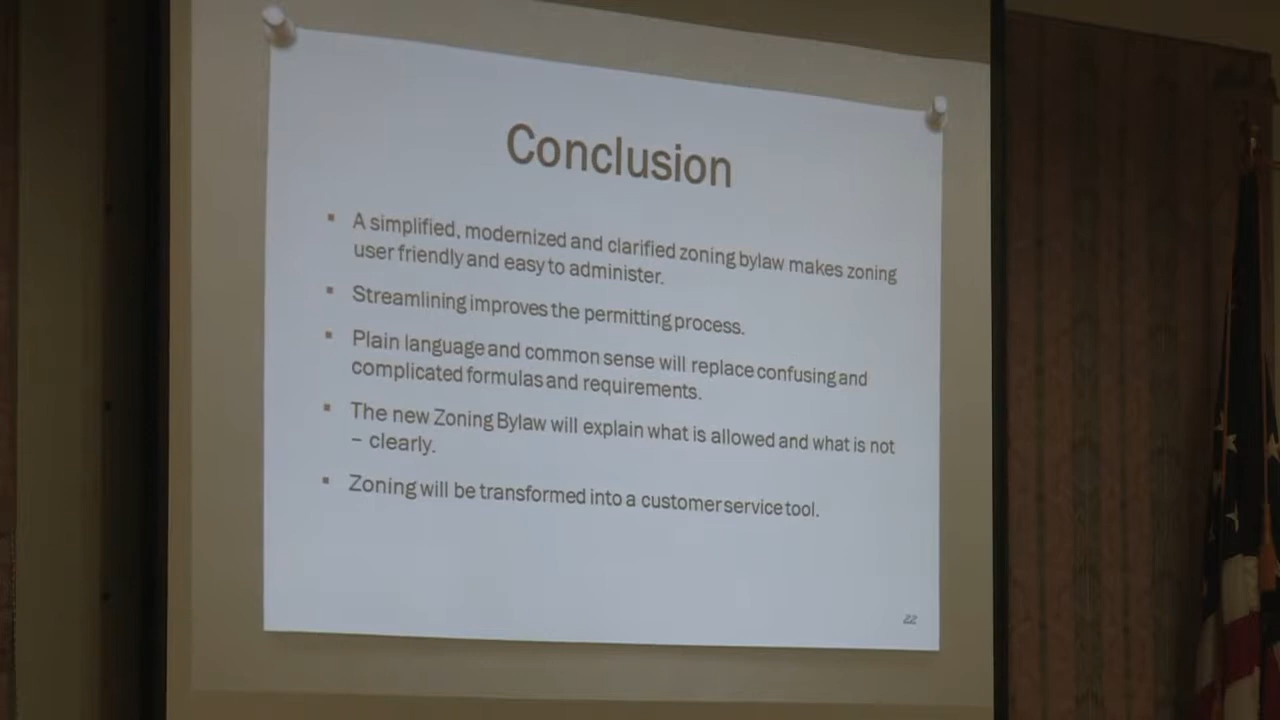 Conclusion
▪ A simplified, modernized and clarified zoning bylaw makes zoning
user friendly and easy to administer.
▪ Streamlining improves the permitting process.
▪ Plain language and common sense will replace confusing and
complicated formulas and requirements.
▪ The new Zoning Bylaw will explain what is allowed and what is not
– clearly.
▪ Zoning will be transformed into a customer service tool.
22